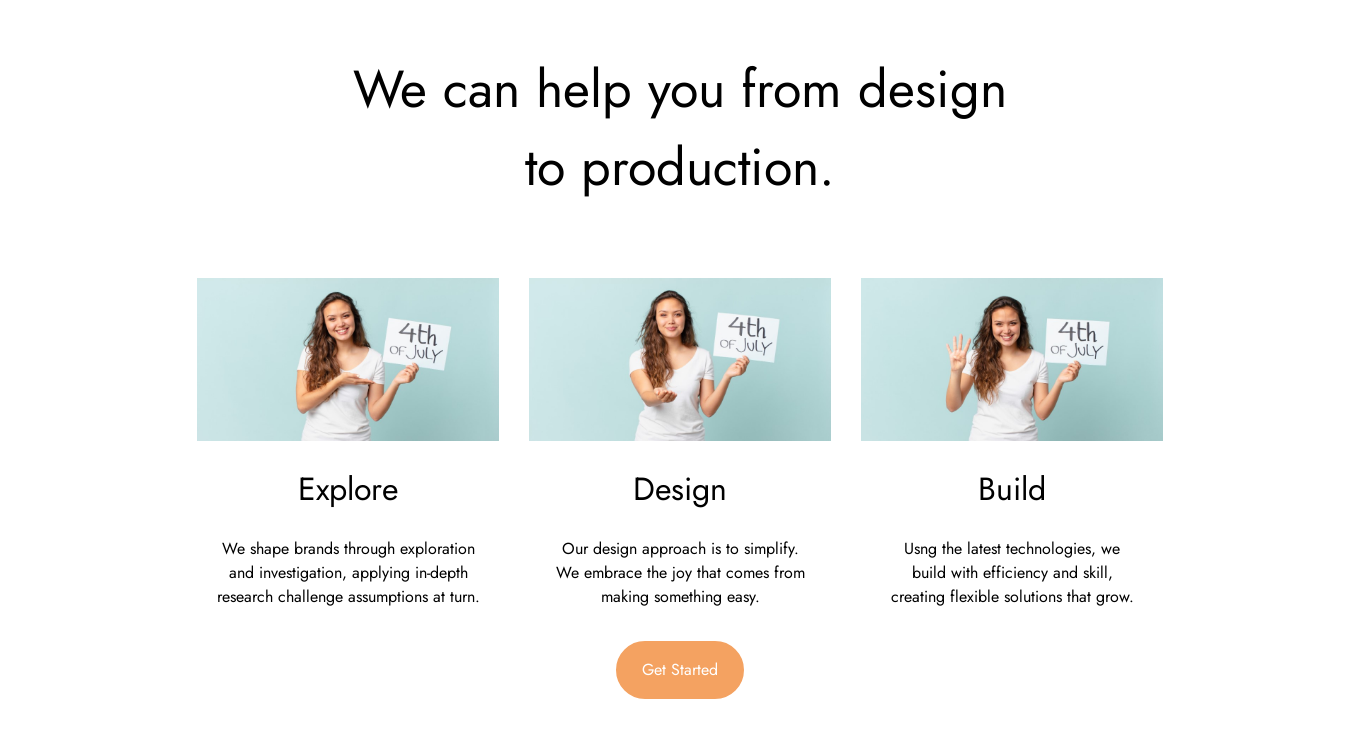 We can help you from design
to production.
4th
OF JULY
4th
OF JULY
4th
OF JULY
Explore
Design
Build
We shape brands through exploration
and investigation, applying in-depth
research challenge assumptions at turn.
Our design approach is to simplify.
We embrace the joy that comes from
making something easy.
Usng the latest technologies, we
build with efficiency and skill,
creating flexible solutions that grow.
Get Started